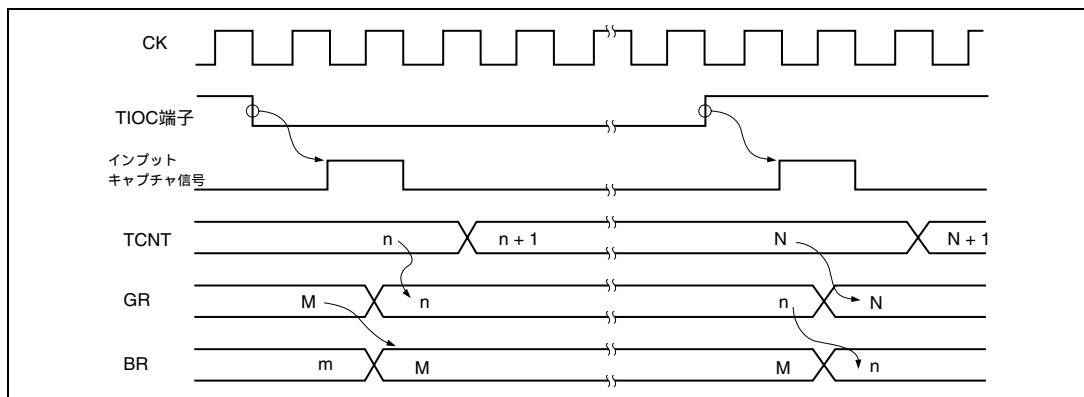 CK
TIOC端子
インプット
キャプチャ信号
TCNT n n + 1 N N + 1
GR M n n N
BR m M M n